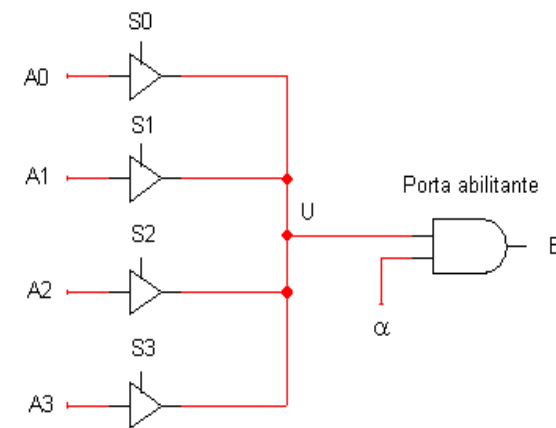 S0
A0
S1
A1
Porta abilitante
U
S2
A2
α
S3
A3